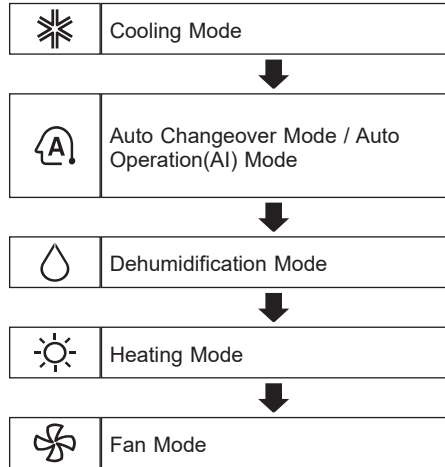 Cooling Mode
A
Auto Changeover Mode / Auto
Operation(AI) Mode
Dehumidification Mode
Heating Mode
Fan Mode